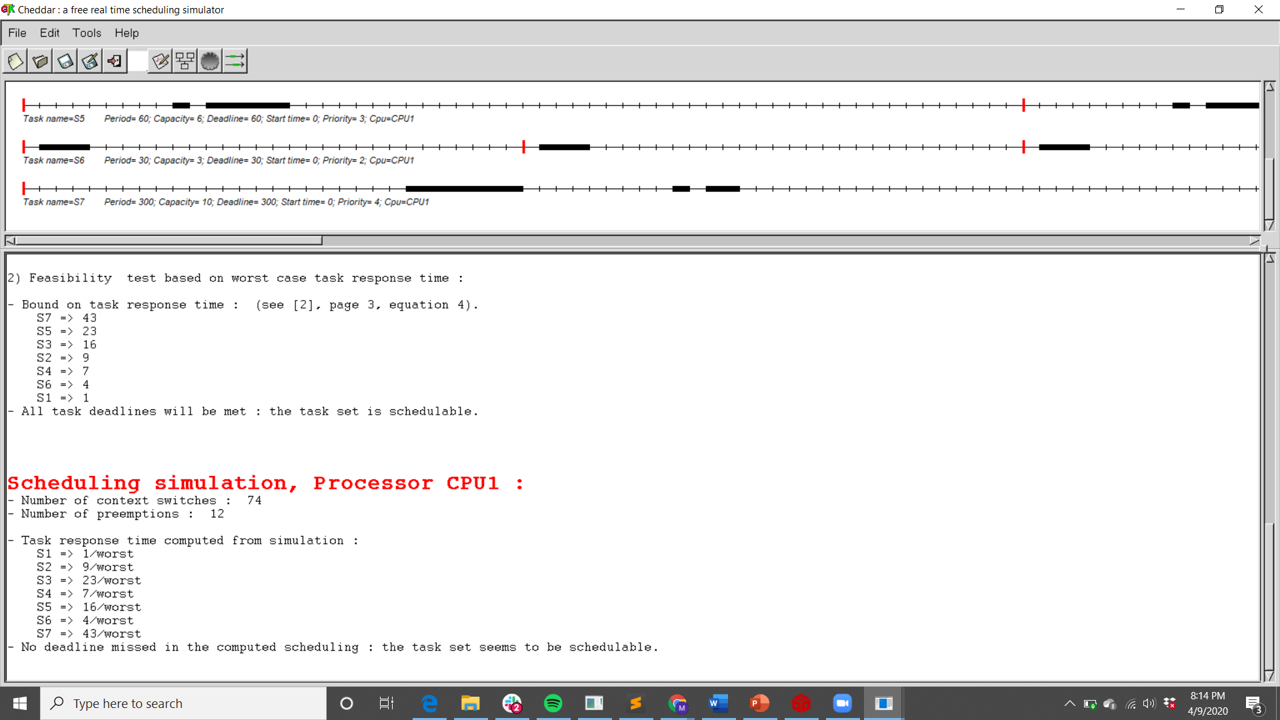 Cheddar : a free real time scheduling simulator
File Edit Tools Help
Task name=S5 Period= 60; Capacity= 6; Deadline= 60; Start time= 0; Priority= 3; Cpu=CPU1
Task name=S6 Period= 30; Capacity= 3; Deadline= 30; Start time= 0; Priority= 2; Cpu=CPU1
Task name=S7 Period= 300; Capacity= 10; Deadline= 300; Start time= 0; Priority= 4; Cpu=CPU1
2) Feasibility test based on worst case task response time :
- Bound on task response time : (see [2], page 3, equation 4).
S7 => 43
S5 => 23
S3 => 16
S2 => 9
S4 => 7
S6 => 4
S1 => 1
- All task deadlines will be met : the task set is schedulable.
Scheduling simulation, Processor CPU1 :
- Number of context switches : 74
- Number of preemptions : 12
- Task response time computed from simulation :
S1 => 1/worst
S2 => 9/worst
S3 => 23/worst
S4 => 7/worst
S5 => 16/worst
S6 => 4/worst
S7 => 43/worst
- No deadline missed in the computed scheduling : the task set seems to be schedulable.
Type here to search
8:14 PM
4/9/2020